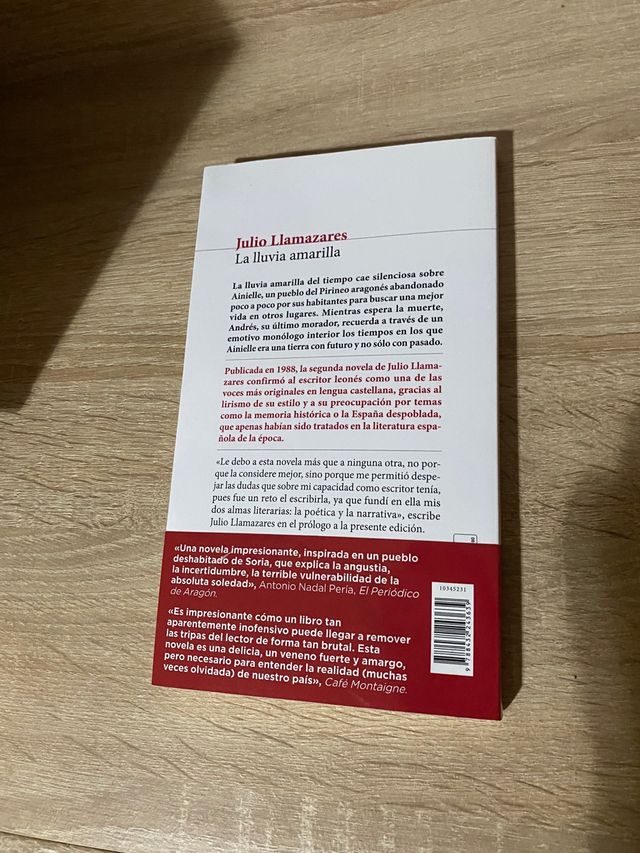 Julio Llamazares
La lluvia amarilla
La lluvia amarilla del tiempo cae silenciosa sobre
Ainielle, un pueblo del Pirineo aragonés abandonado
poco a poco por sus habitantes para buscar una mejor
vida en otros lugares. Mientras espera la muerte,
Andrés, su último morador, recuerda a través de un
emotivo monólogo interior los tiempos en los que
Ainielle era una tierra con futuro y no sólo con pasado.
Publicada en 1988, la segunda novela de Julio Llama-
zares confirmó al escritor leonés como una de las
voces más originales en lengua castellana, gracias al
lirismo de su estilo y a su preocupación por temas
como la memoria histórica o la España despoblada,
que apenas habían sido tratados en la literatura espa-
ñola de la época.
«Le debo a esta novela más que a ninguna otra, no por-
que la considere mejor, sino porque me permitió despe-
jar las dudas que sobre mi capacidad como escritor tenía,
pues fue un reto el escribirla, ya que fundí en ella mis
dos almas literarias: la poética y la narrativa», escribe
Julio Llamazares en el prólogo a la presente edición.
«Una novela impresionante, inspirada en un pueblo
deshabitado de Soria, que explica la angustia,
la incertidumbre, la terrible vulnerabilidad de la
absoluta soledad», Antonio Nadal Pería, El Periódico
de Aragón.
«Es impresionante cómo un libro tan
aparentemente inofensivo puede llegar a remover
las tripas del lector de forma tan brutal. Esta
novela es una delicia, un veneno fuerte y amargo,
pero necesario para entender la realidad (muchas
veces olvidada) de nuestro país», Café Montaigne.
10345231
9 788432 243639